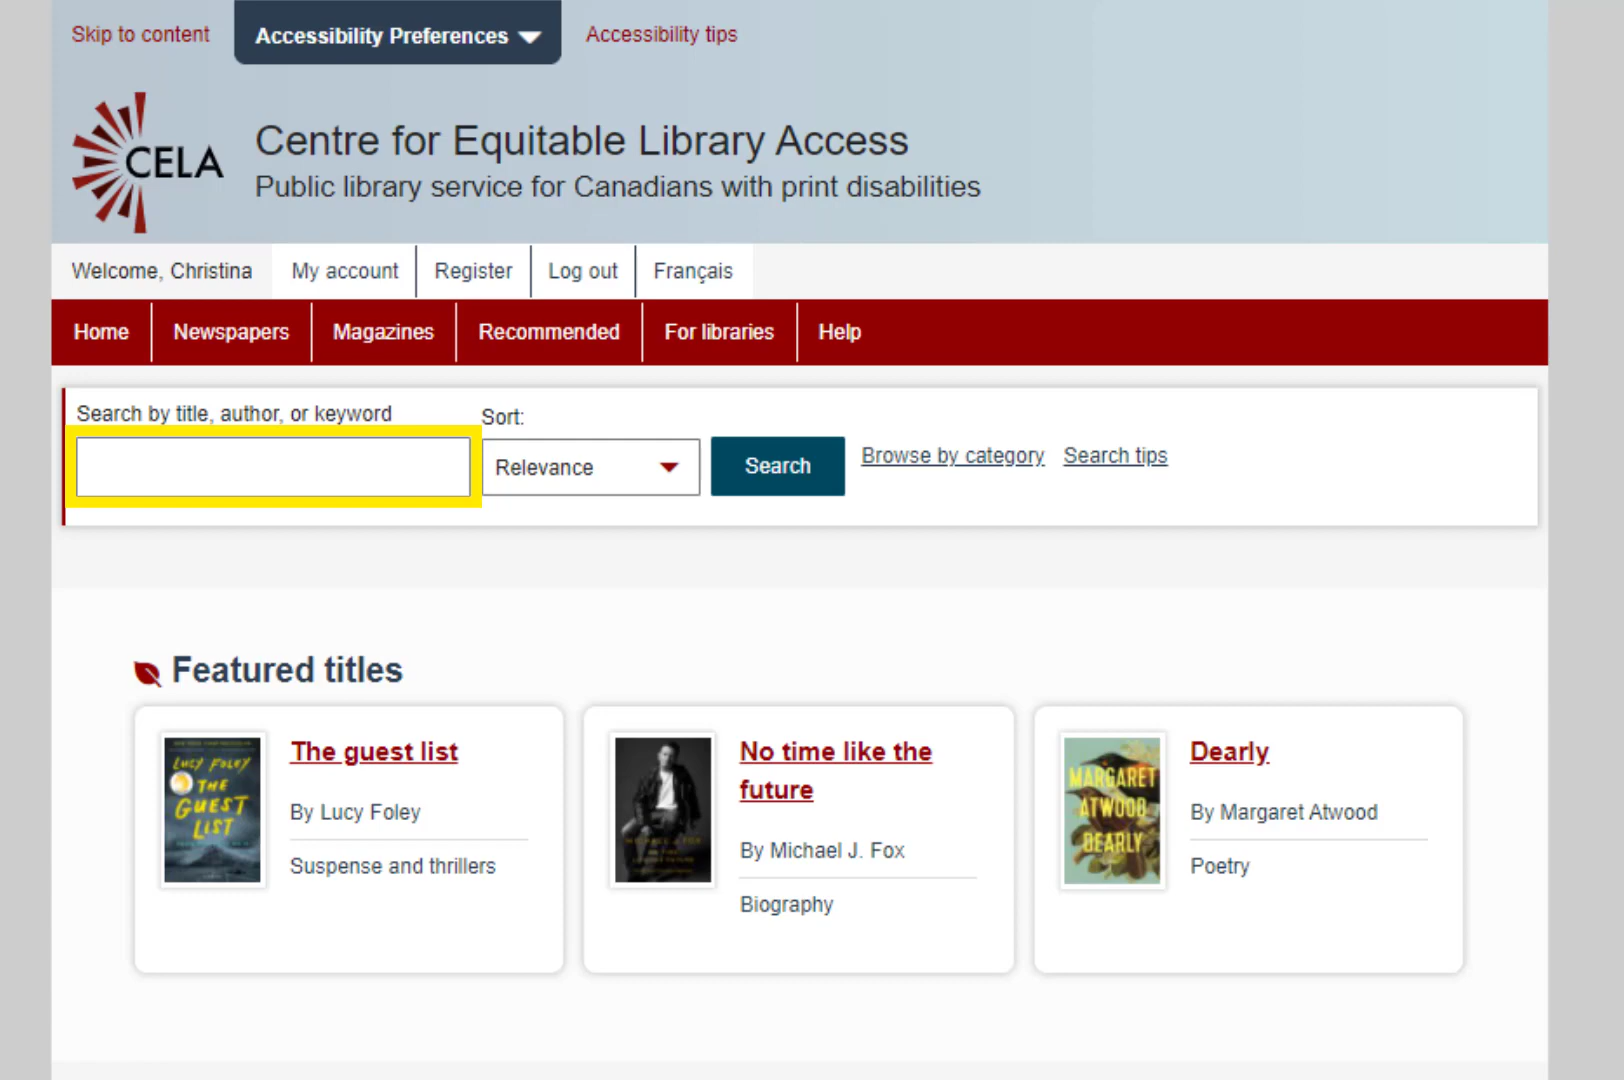 Skip to content
Accessibility Preferences
Accessibility tips
CELA
Centre for Equitable Library Access
Public library service for Canadians with print disabilities
Welcome, Christina
My account
Register
Log out
Français
Home
Newspapers
Magazines
Recommended
For libraries
Help
Search by title, author, or keyword
Sort:
Relevance
Search
Browse by category
Search tips
Featured titles
LUCY FOLEY
THE
GUEST
LIST
The guest list
By Lucy Foley
Suspense and thrillers
MICHAEL J. FOX
No time like the
future
By Michael J. Fox
Biography
MARGARET
ATWOOD
DEARLY
Dearly
By Margaret Atwood
Poetry